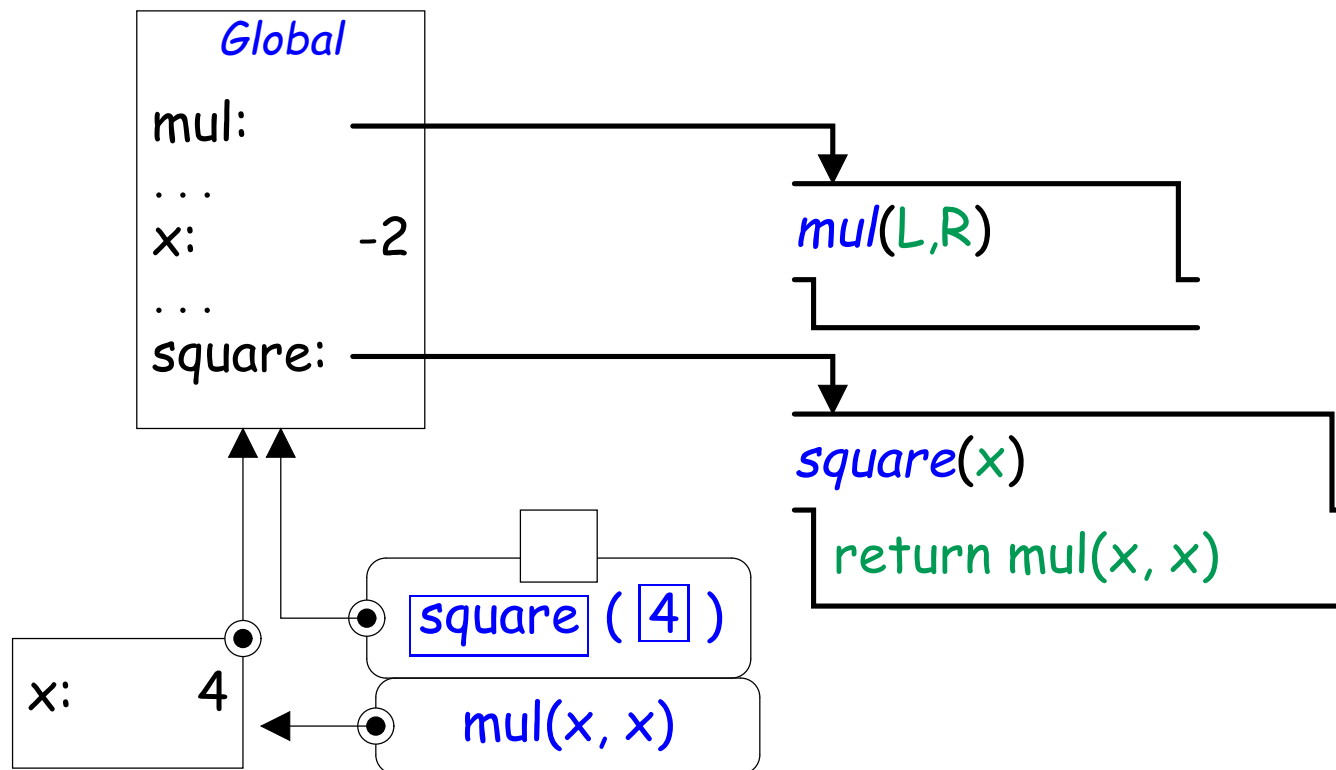 Global
mul:
. . .
x: -2
. . .
square:
mul(L,R)
square(x)
return mul(x, x)
square ( 4 )
x: 4
mul(x, x)